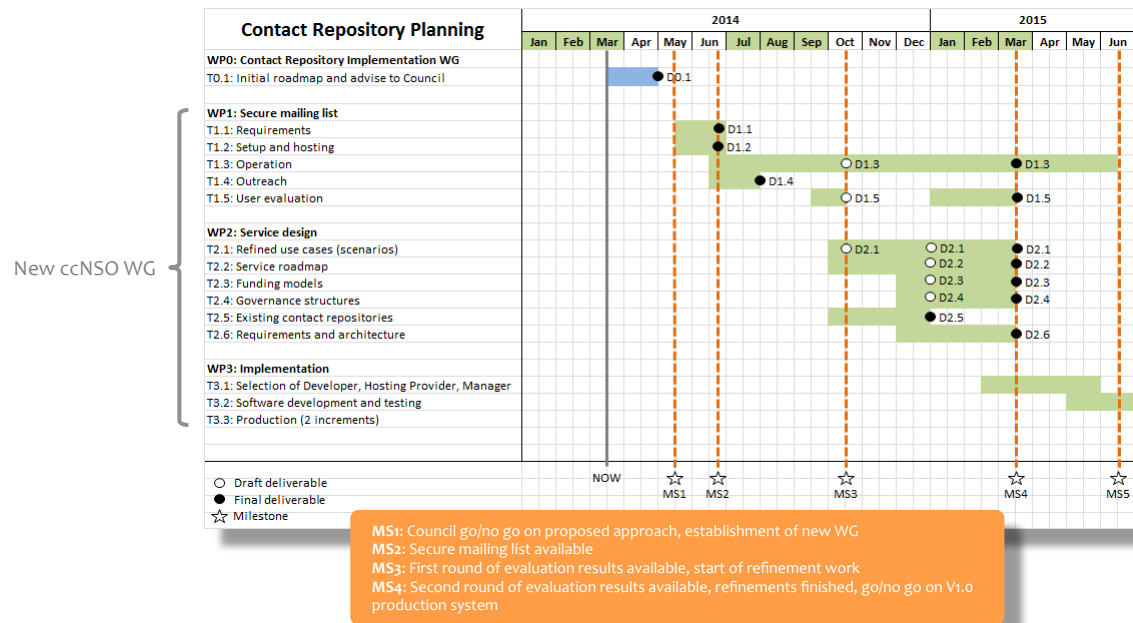 Contact Repository Planning
2014 2015
Jan Feb Mar Apr May Jun Jul Aug Sep Oct Nov Dec Jan Feb Mar Apr May Jun
WP0: Contact Repository Implementation WG
T0.1: Initial roadmap and advise to Council D0.1
WP1: Secure mailing list
T1.1: Requirements D1.1
T1.2: Setup and hosting D1.2
T1.3: Operation D1.3 D1.3
T1.4: Outreach D1.4
T1.5: User evaluation D1.5 D1.5
WP2: Service design
T2.1: Refined use cases (scenarios) D2.1 D2.1 D2.1
T2.2: Service roadmap D2.2 D2.2
New ccNSO WG
T2.3: Funding models D2.3 D2.3
T2.4: Governance structures D2.4 D2.4
T2.5: Existing contact repositories D2.5
T2.6: Requirements and architecture D2.6
WP3: Implementation
T3.1: Selection of Developer, Hosting Provider, Manager
T3.2: Software development and testing
T3.3: Production (2 increments)
NOW
Draft deliverable
Final deliverable
Milestone
MS1 MS2 MS3 MS4 MS5
MS1: Council go/no go on proposed approach, establishment of new WG
MS2: Secure mailing list available
MS3: First round of evaluation results available, start of refinement work
MS4: Second round of evaluation results available, refinements finished, go/no go on V1.0
production system